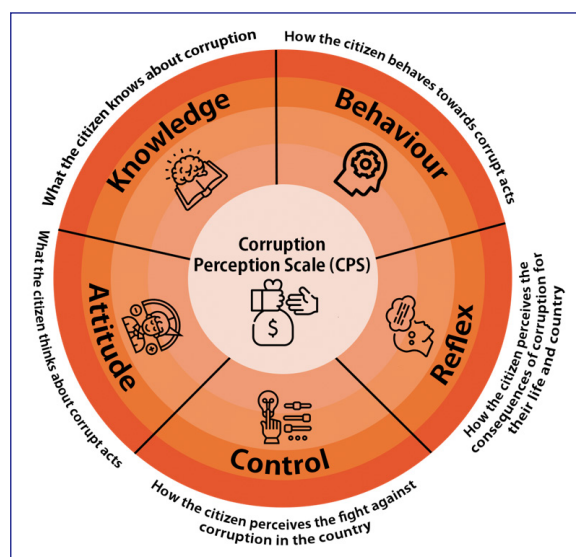 What the citizen knows about corruption
How the citizen behaves towards corrupt acts
Knowledge
Behaviour
Corruption
Perception Scale (CPS)
$
Attitude
What the citizen thinks about corrupt acts
Reflex
How the citizen perceives the
consequences of corruption for
their life and country
Control
How the citizen perceives the fight against
corruption in the country